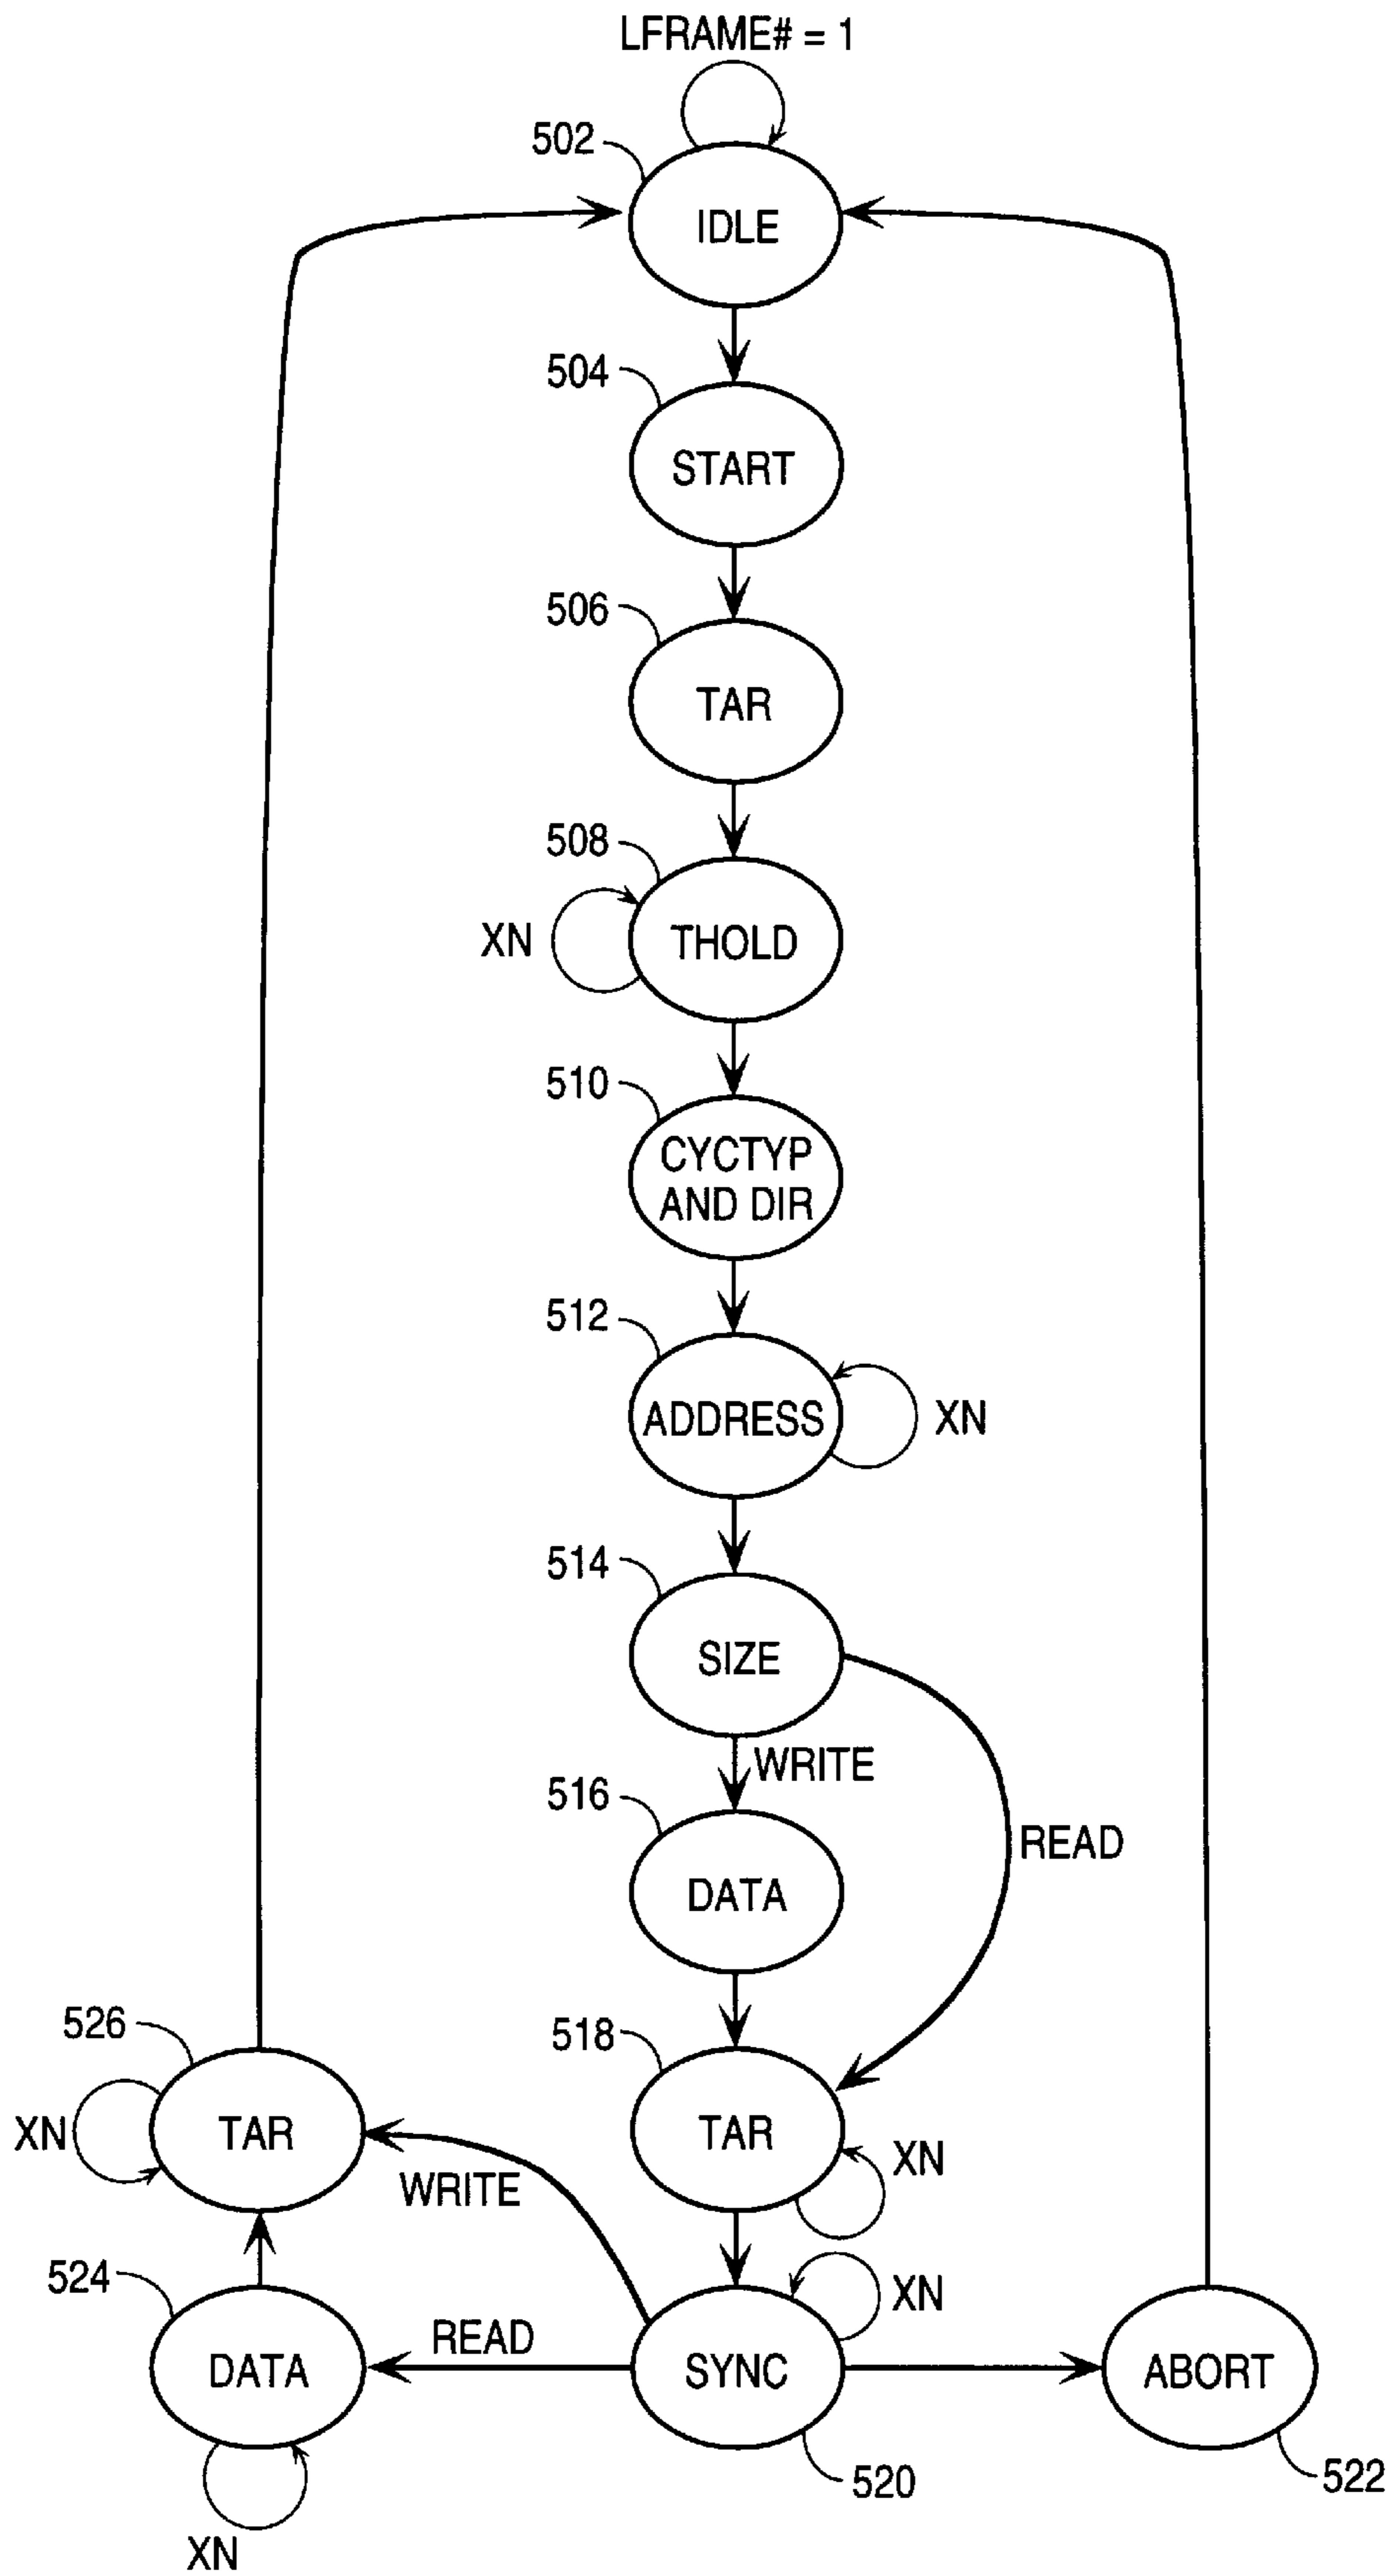 LFRAME# = 1
502
IDLE
504
START
506
TAR
508
XN
THOLD
510
CYCTYP
AND DIR
512
ADDRESS
XN
514
SIZE
WRITE
516
READ
DATA
526
518
XN
TAR
TAR
XN
WRITE
524
XN
READ
DATA
SYNC
ABORT
520
522
XN